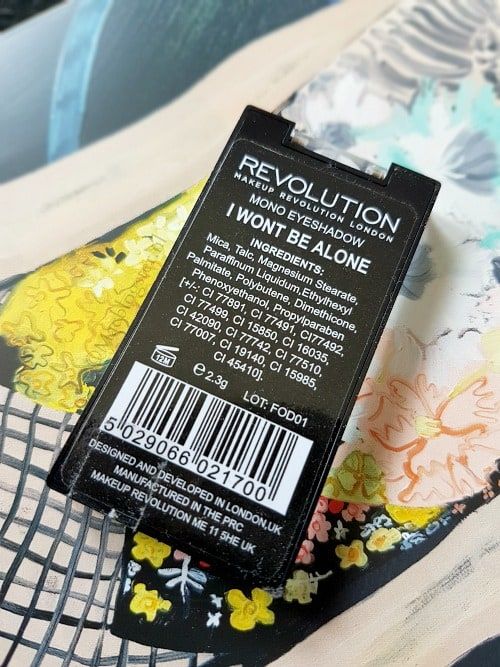 REVOLUTION
MAKEUP REVOLUTION LONDON
MONO EYESHADOW
I WONT BE ALONE
INGREDIENTS:
Mica, Talc, Magnesium Stearate,
Paraffinum Liquidum,Ethylhexyl
Palmitate, Polybutene, Dimethicone,
Phenoxyethanol, Propylparaben
[+/-: CI 77891, CI 77491, CI77492,
CI 77499, CI 15850, CI 16035,
CI 42090, CI 77742, CI 77510,
CI 77007, CI 19140, CI 15985,
CI 45410].
12M
e 2.3g LOT: FOD01
5 029066 021700
DESIGNED AND DEVELOPED IN LONDON.UK
MANUFACTURED IN THE PRC
MAKEUP REVOLUTION ME 11 5HE UK